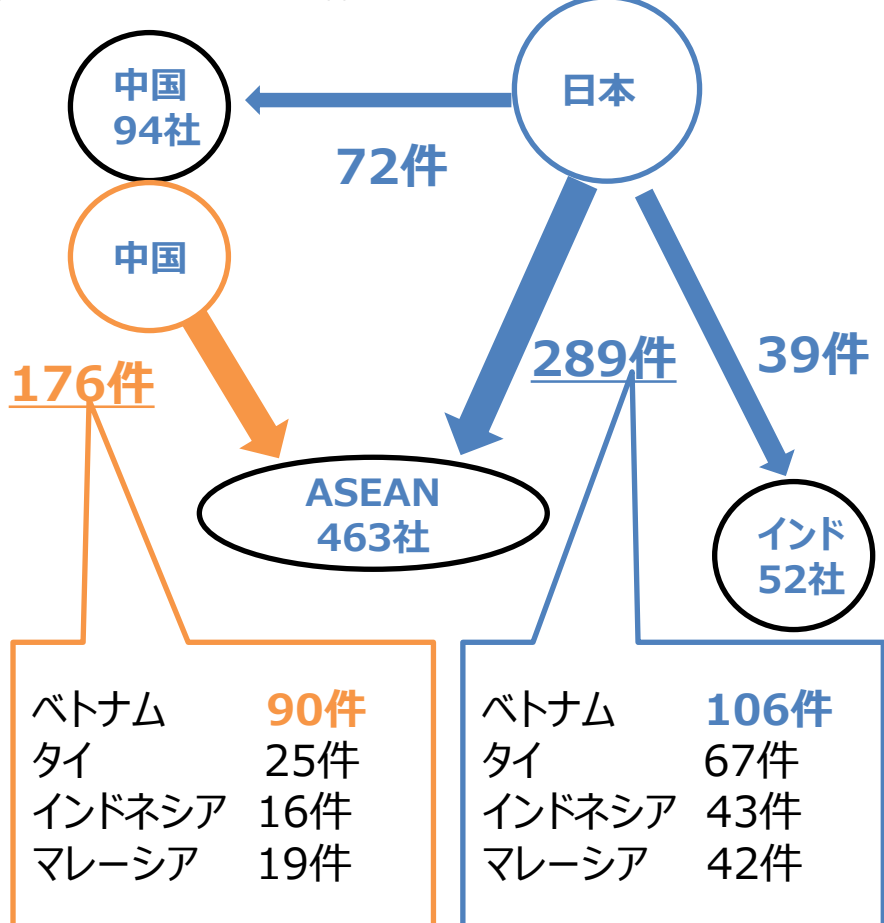 中国
94社
日本
72件
中国
176件
289件
39件
ASEAN
463社
インド
52社
ベトナム 90件
タイ 25件
インドネシア 16件
マレーシア 19件
ベトナム 106件
タイ 67件
インドネシア 43件
マレーシア 42件